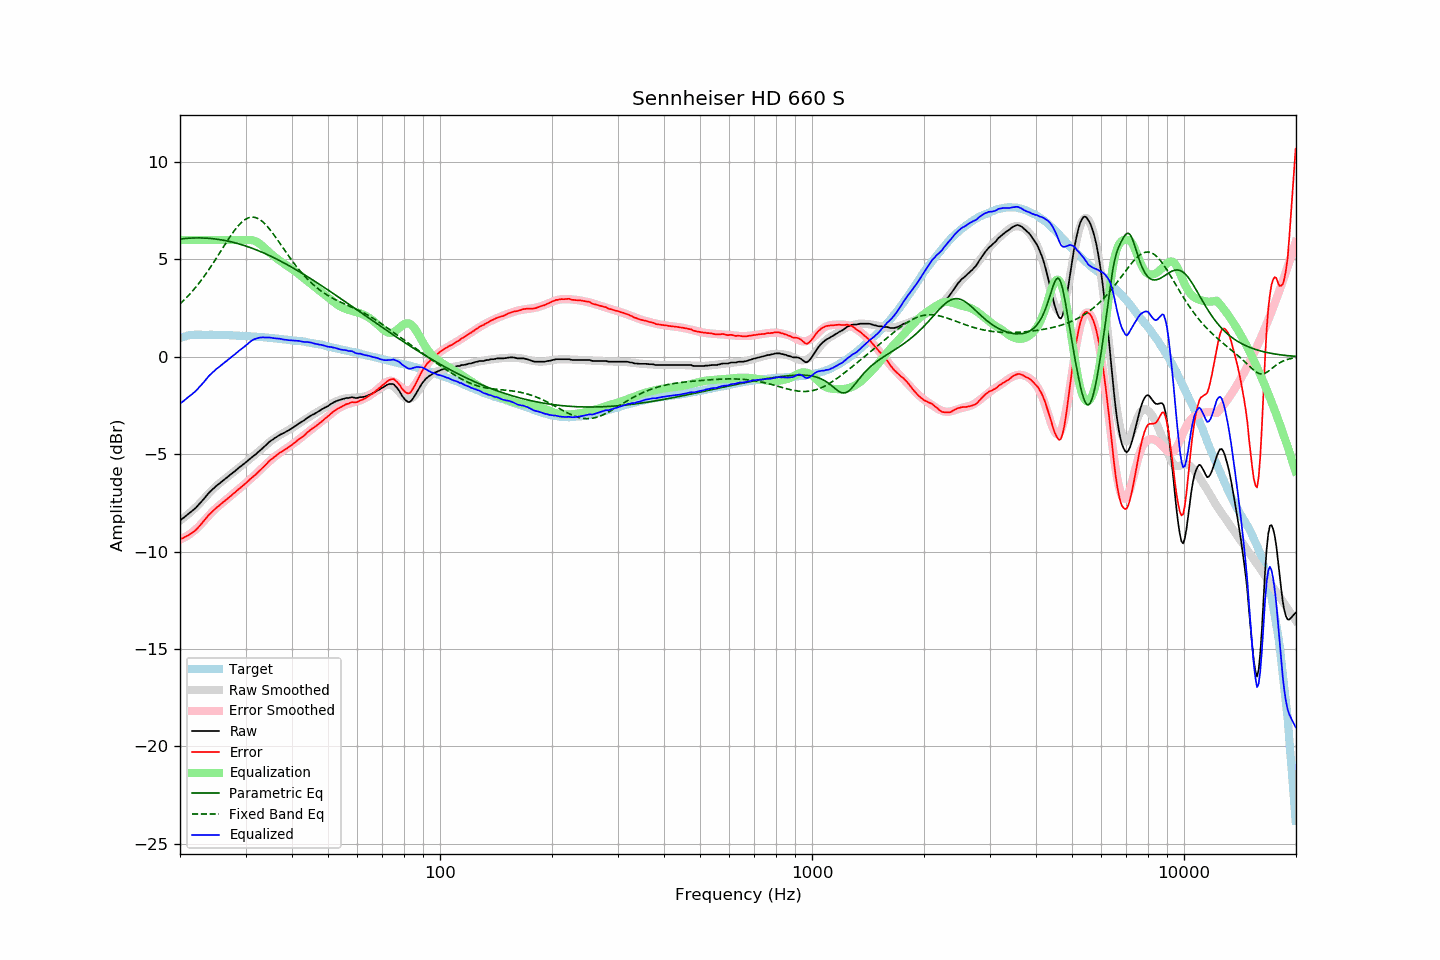 Sennheiser HD 660 S
10
5
0
−5
−10
−15
−20
−25
Amplitude (dBr)
Target
Raw Smoothed
Error Smoothed
Raw
Error
Equalization
Parametric Eq
Fixed Band Eq
Equalized
100
1000
10000
Frequency (Hz)